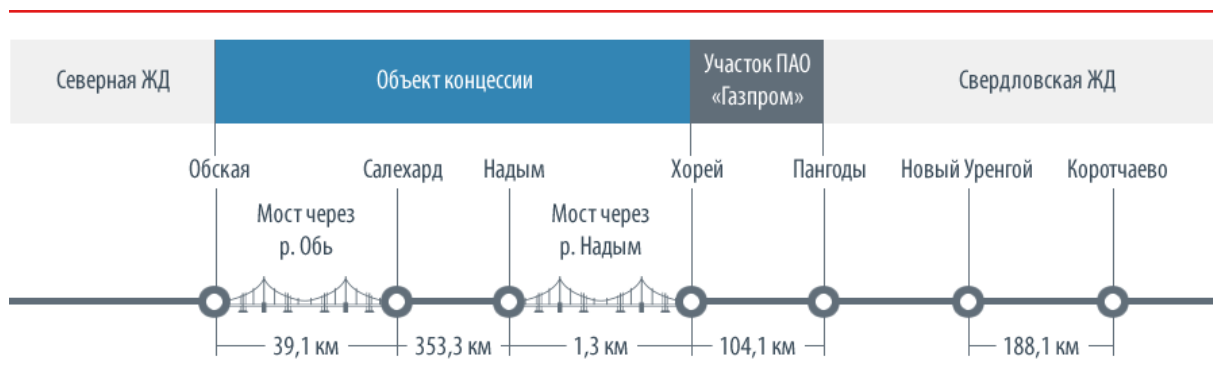 Северная ЖД
Объект концессии
Участок ПАО
«Газпром»
Свердловская ЖД
Обская
Салехард
Надым
Хорей
Пангоды
Новый Уренгой
Коротчаево
Мост через
р. Обь
Мост через
р. Надым
39,1 км
353,3 км
1,3 км
104,1 км
188,1 км